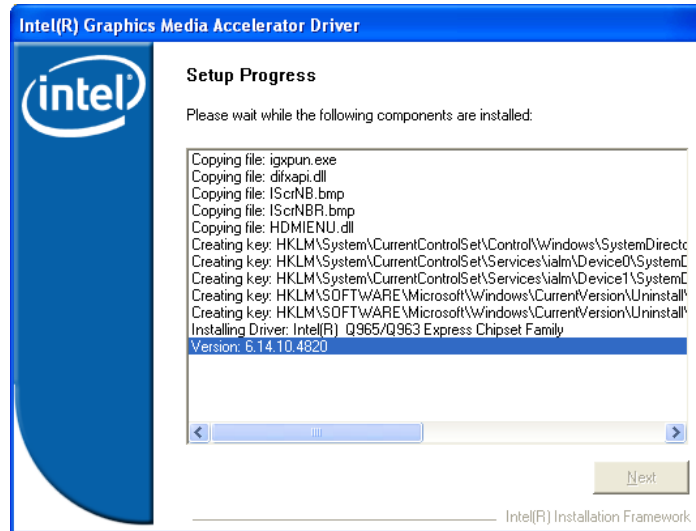 Intel(R) Graphics Media Accelerator Driver
intel
Setup Progress
Please wait while the following components are installed:
Copying file: igxpun.exe
Copying file: difxapi.dll
Copying file: IScrNB.bmp
Copying file: IScrNBR.bmp
Copying file: HDMIENU.dll
Creating key: HKLM\System\CurrentControlSet\Control\Windows\SystemDirecto
Creating key: HKLM\System\CurrentControlSet\Services\ialm\Device0\SystemD
Creating key: HKLM\System\CurrentControlSet\Services\ialm\Device1\SystemD
Creating key: HKLM\SOFTWARE\Microsoft\Windows\CurrentVersion\Uninstall\
Creating key: HKLM\SOFTWARE\Microsoft\Windows\CurrentVersion\Uninstall\
Installing Driver: Intel(R) Q965/Q963 Express Chipset Family
Version: 6.14.10.4820
Next
Intel(R) Installation Framework